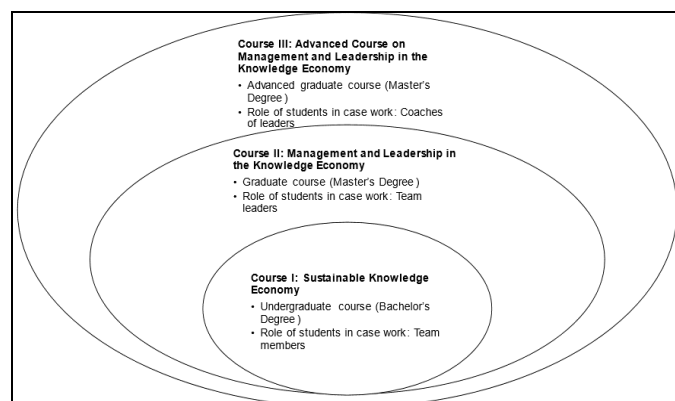 Course III: Advanced Course on
Management and Leadership in the
Knowledge Economy
• Advanced graduate course (Master's
Degree)
• Role of students in case work: Coaches
of leaders
Course II: Management and Leadership in
the Knowledge Economy
• Graduate course (Master's Degree)
• Role of students in case work: Team
leaders
Course I: Sustainable Knowledge
Economy
• Undergraduate course (Bachelor's
Degree)
• Role of students in case work: Team
members